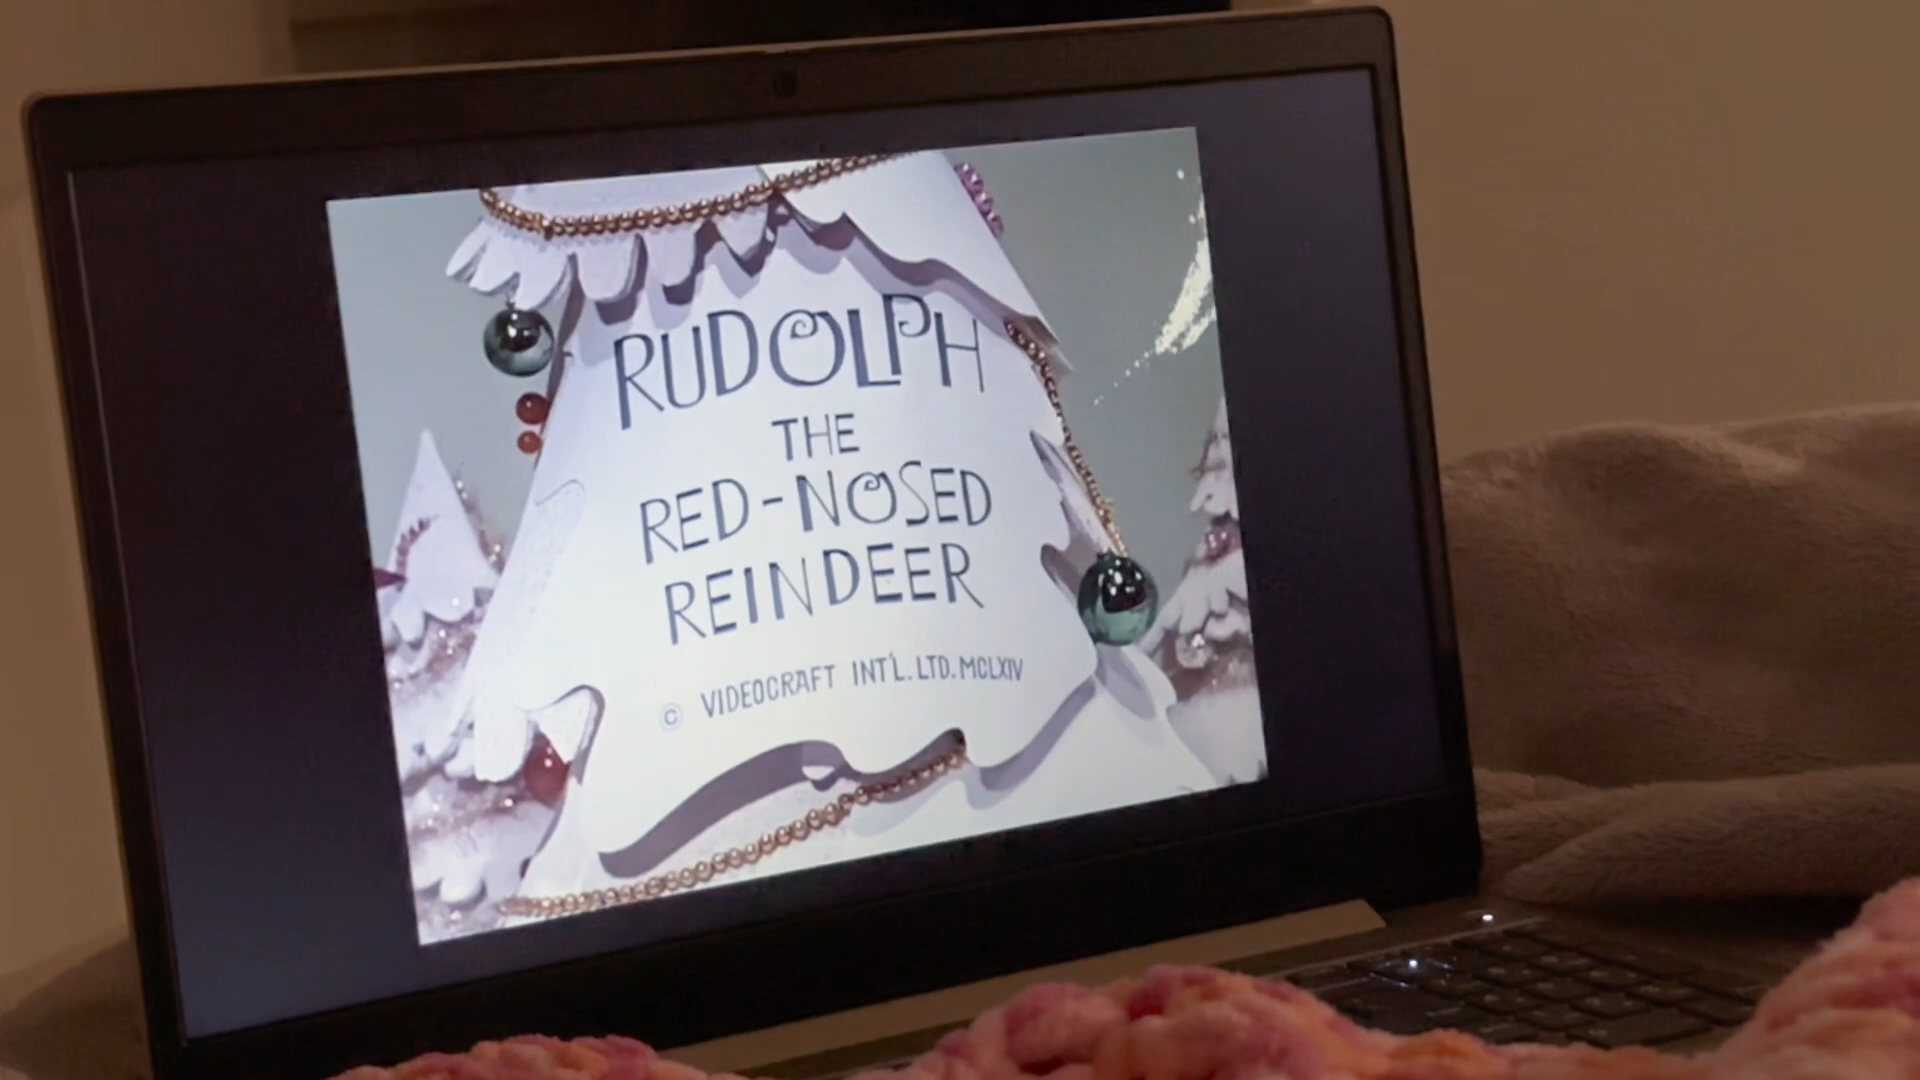 RUDOLPH
THE
RED-NOSED
REINDEER
© VIDEOCRAFT INT'L. LTD. MCLXIV